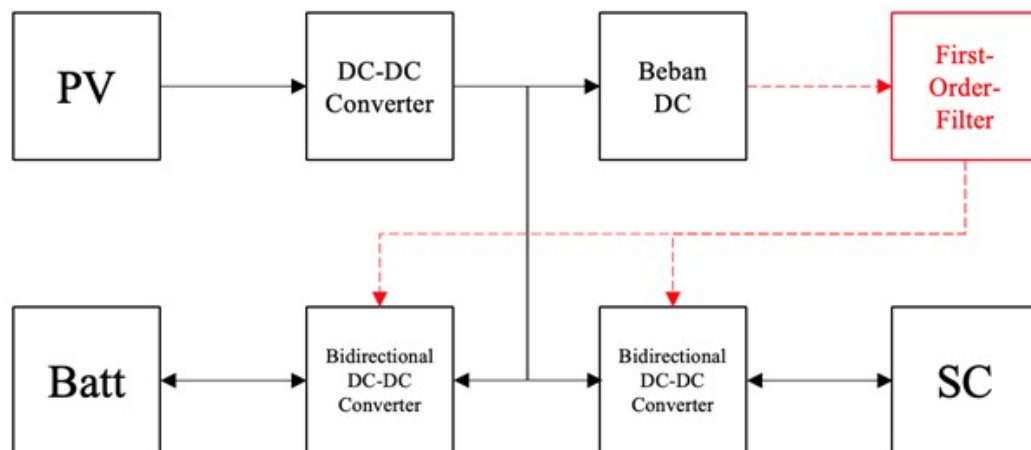 PV
DC-DC
Converter
Beban
DC
First-
Order-
Filter
Batt
Bidirectional
DC-DC
Converter
Bidirectional
DC-DC
Converter
SC